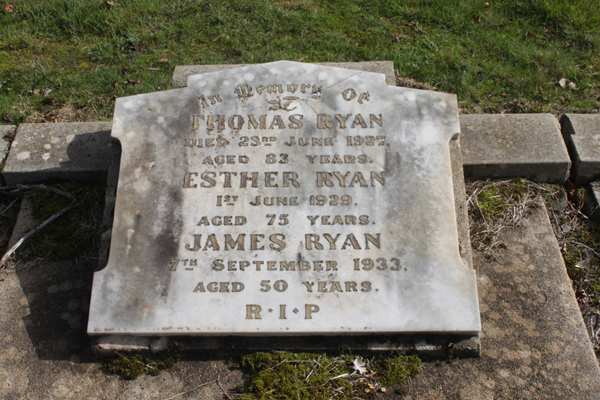 In Memory Of
THOMAS RYAN
DIED 23RD JUNE 1927.
AGED 83 YEARS.
ESTHER RYAN
1ST JUNE 1929.
AGED 75 YEARS.
JAMES RYAN
7TH SEPTEMBER 1933.
AGED 50 YEARS.
R·I·P